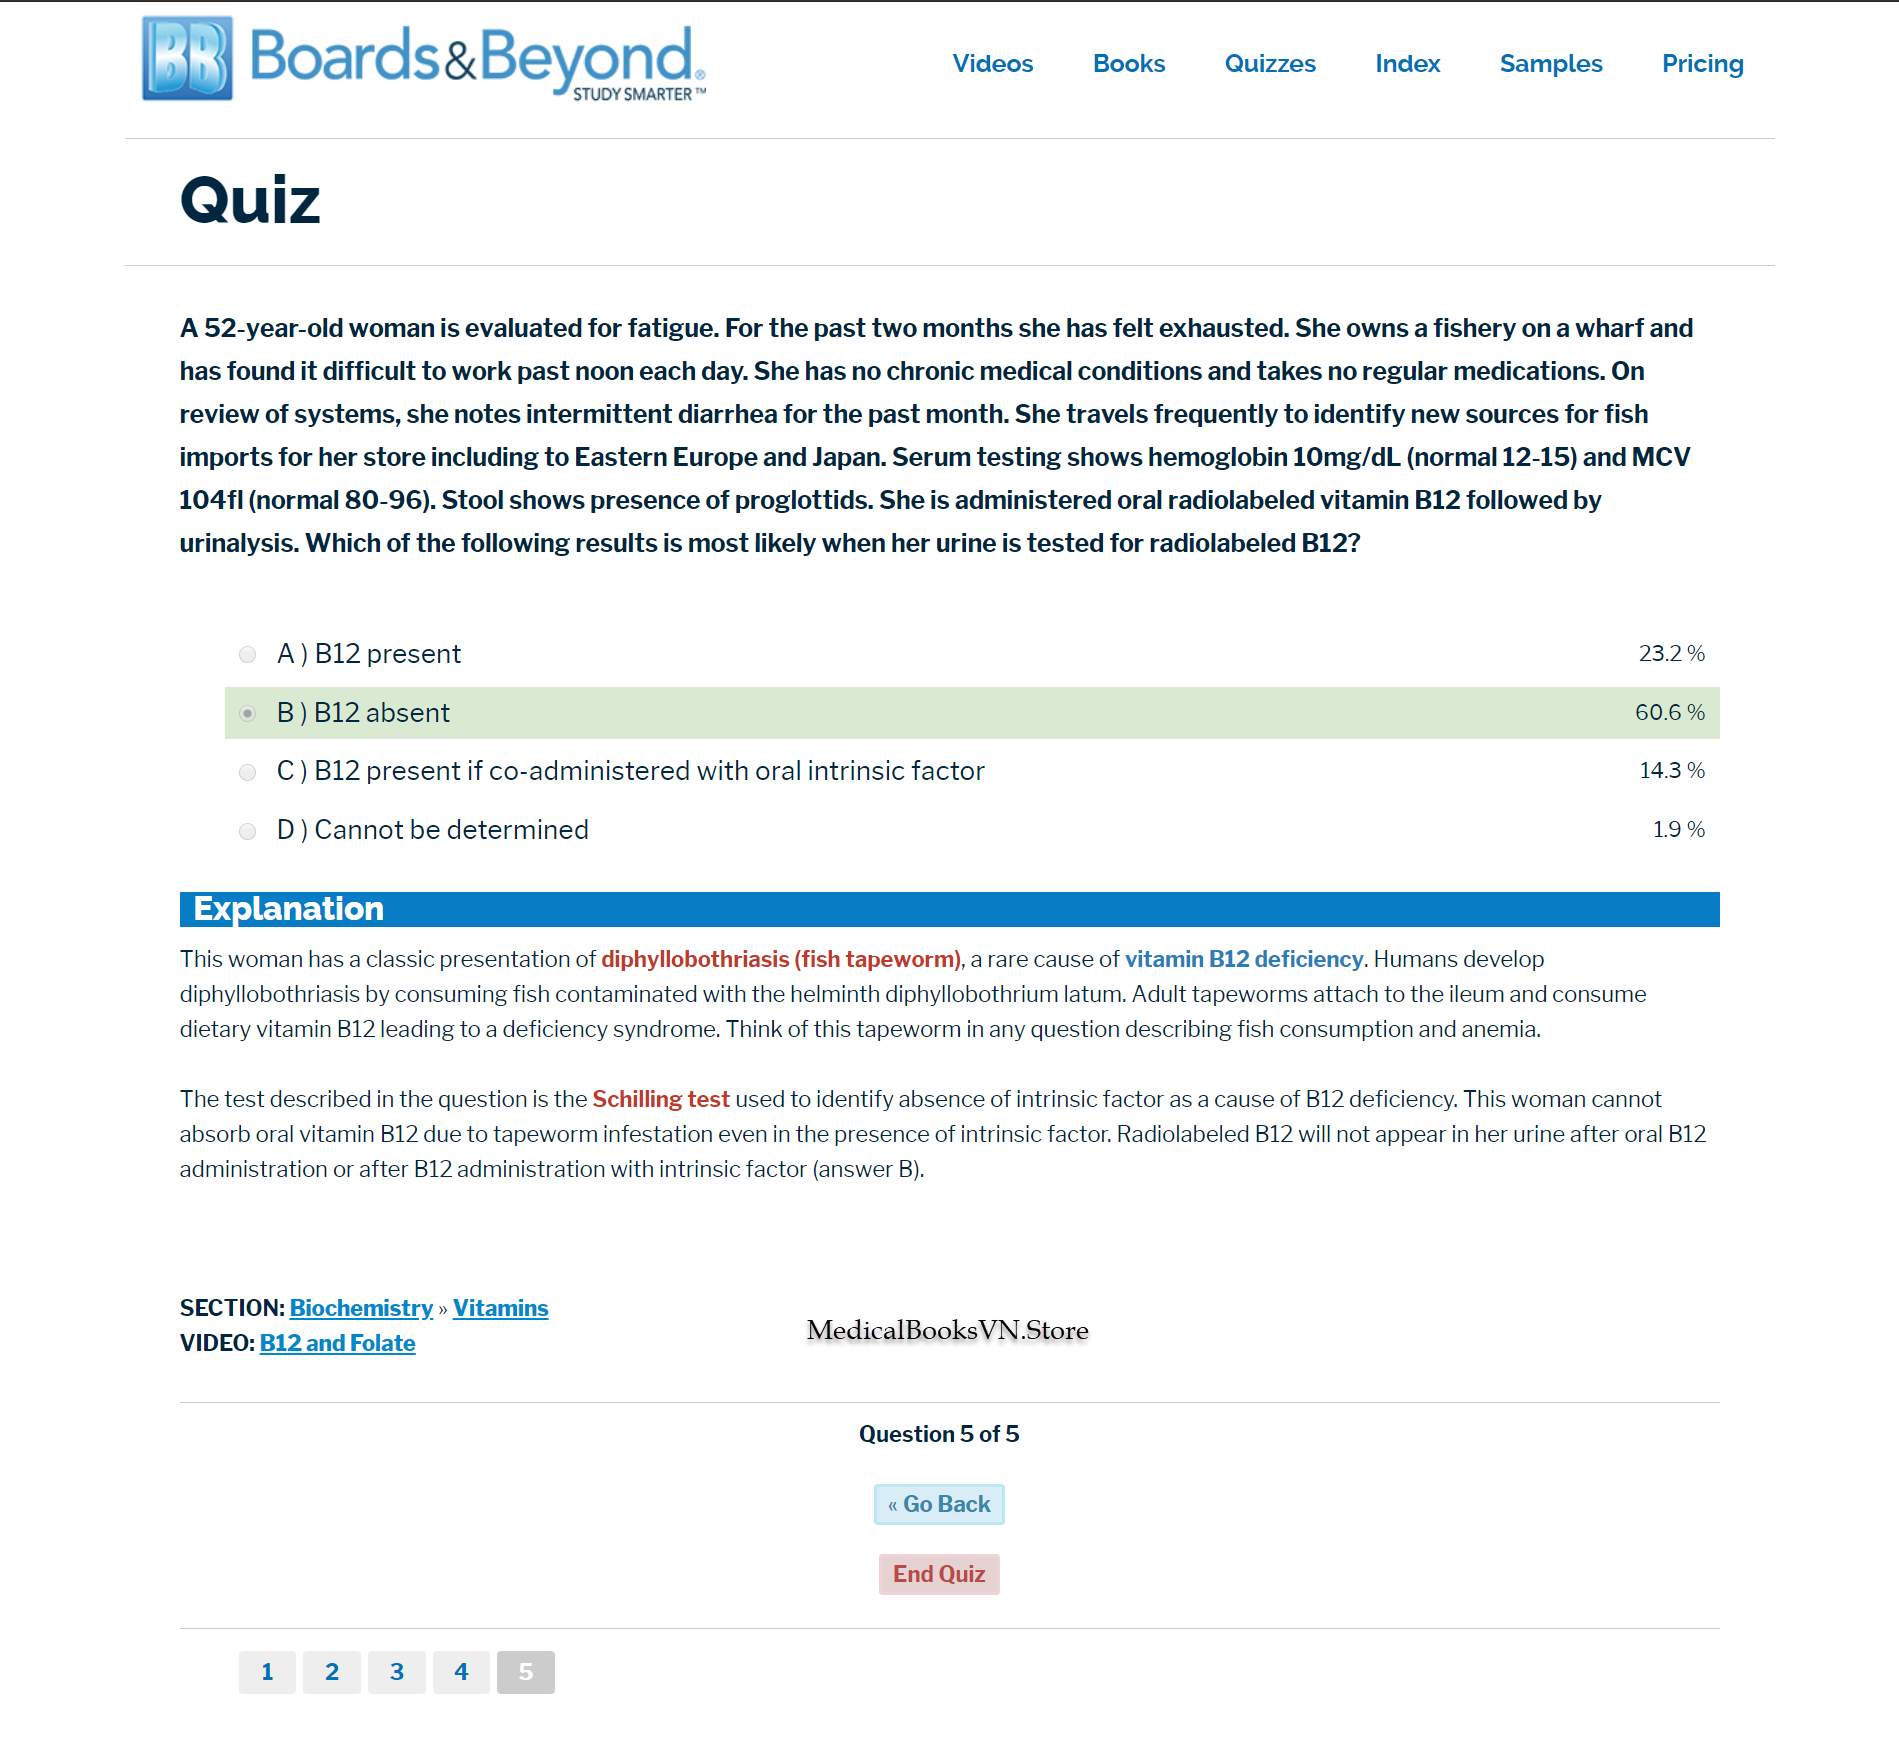 BB Boards&Beyond®
STUDY SMARTER™
Videos Books Quizzes Index Samples Pricing
Quiz
A 52-year-old woman is evaluated for fatigue. For the past two months she has felt exhausted. She owns a fishery on a wharf and
has found it difficult to work past noon each day. She has no chronic medical conditions and takes no regular medications. On
review of systems, she notes intermittent diarrhea for the past month. She travels frequently to identify new sources for fish
imports for her store including to Eastern Europe and Japan. Serum testing shows hemoglobin 10mg/dL (normal 12-15) and MCV
104fl (normal 80-96). Stool shows presence of proglottids. She is administered oral radiolabeled vitamin B12 followed by
urinalysis. Which of the following results is most likely when her urine is tested for radiolabeled B12?
A ) B12 present 23.2 %
B ) B12 absent 60.6 %
C ) B12 present if co-administered with oral intrinsic factor 14.3 %
D ) Cannot be determined 1.9 %
Explanation
This woman has a classic presentation of diphyllobothriasis (fish tapeworm), a rare cause of vitamin B12 deficiency. Humans develop
diphyllobothriasis by consuming fish contaminated with the helminth diphyllobothrium latum. Adult tapeworms attach to the ileum and consume
dietary vitamin B12 leading to a deficiency syndrome. Think of this tapeworm in any question describing fish consumption and anemia.
The test described in the question is the Schilling test used to identify absence of intrinsic factor as a cause of B12 deficiency. This woman cannot
absorb oral vitamin B12 due to tapeworm infestation even in the presence of intrinsic factor. Radiolabeled B12 will not appear in her urine after oral B12
administration or after B12 administration with intrinsic factor (answer B).
SECTION: Biochemistry » Vitamins
VIDEO: B12 and Folate
MedicalBooksVN.Store
Question 5 of 5
« Go Back
End Quiz
1 2 3 4 5